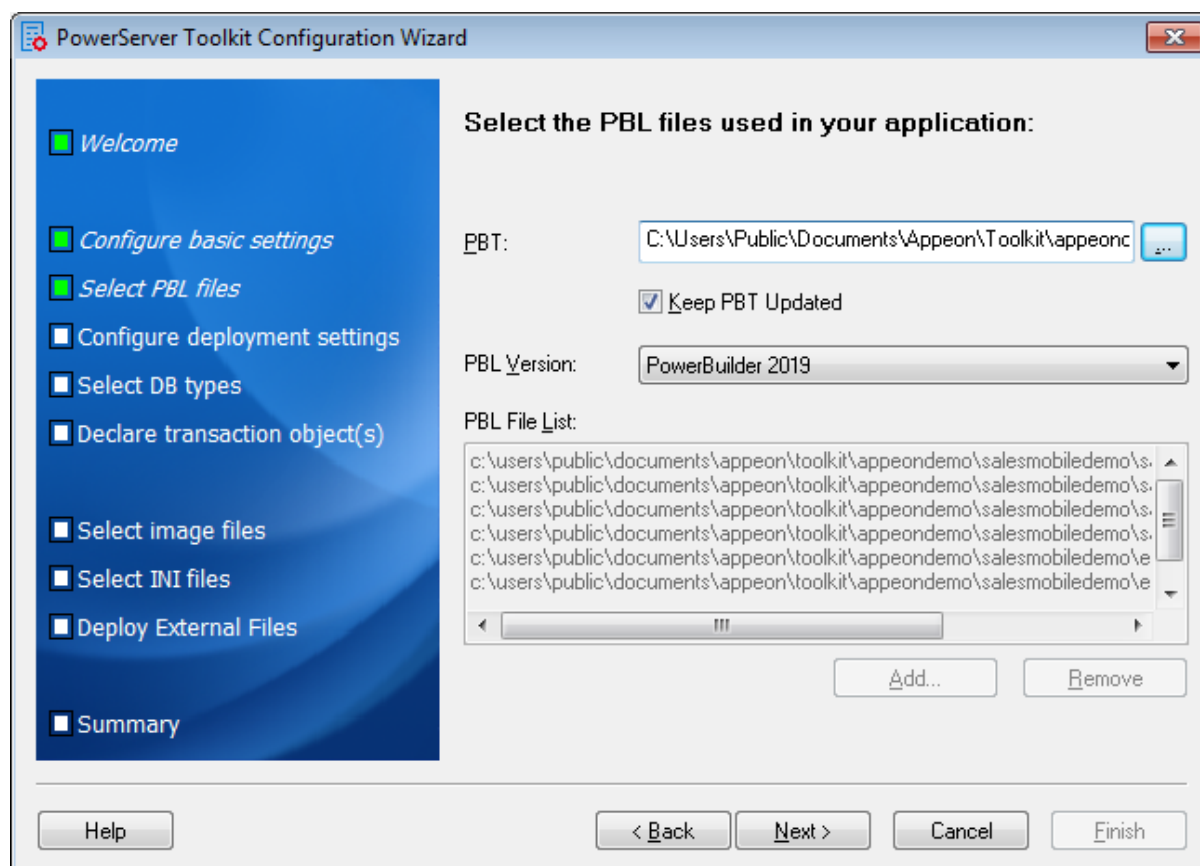 PowerServer Toolkit Configuration Wizard
Welcome
Configure basic settings
Select PBL files
Configure deployment settings
Select DB types
Declare transaction object(s)
Select image files
Select INI files
Deploy External Files
Summary
Select the PBL files used in your application:
PBT:
C:\Users\Public\Documents\Appeon\Toolkit\appeond
...
Keep PBT Updated
PBL Version:
PowerBuilder 2019
PBL File List:
c:\users\public\documents\appeon\toolkit\appeondemo\salesmobiledemo\s
c:\users\public\documents\appeon\toolkit\appeondemo\salesmobiledemo\s
c:\users\public\documents\appeon\toolkit\appeondemo\salesmobiledemo\s
c:\users\public\documents\appeon\toolkit\appeondemo\salesmobiledemo\s
c:\users\public\documents\appeon\toolkit\appeondemo\salesmobiledemo\e
c:\users\public\documents\appeon\toolkit\appeondemo\salesmobiledemo\e
Add...
Remove
Help
< Back
Next >
Cancel
Finish